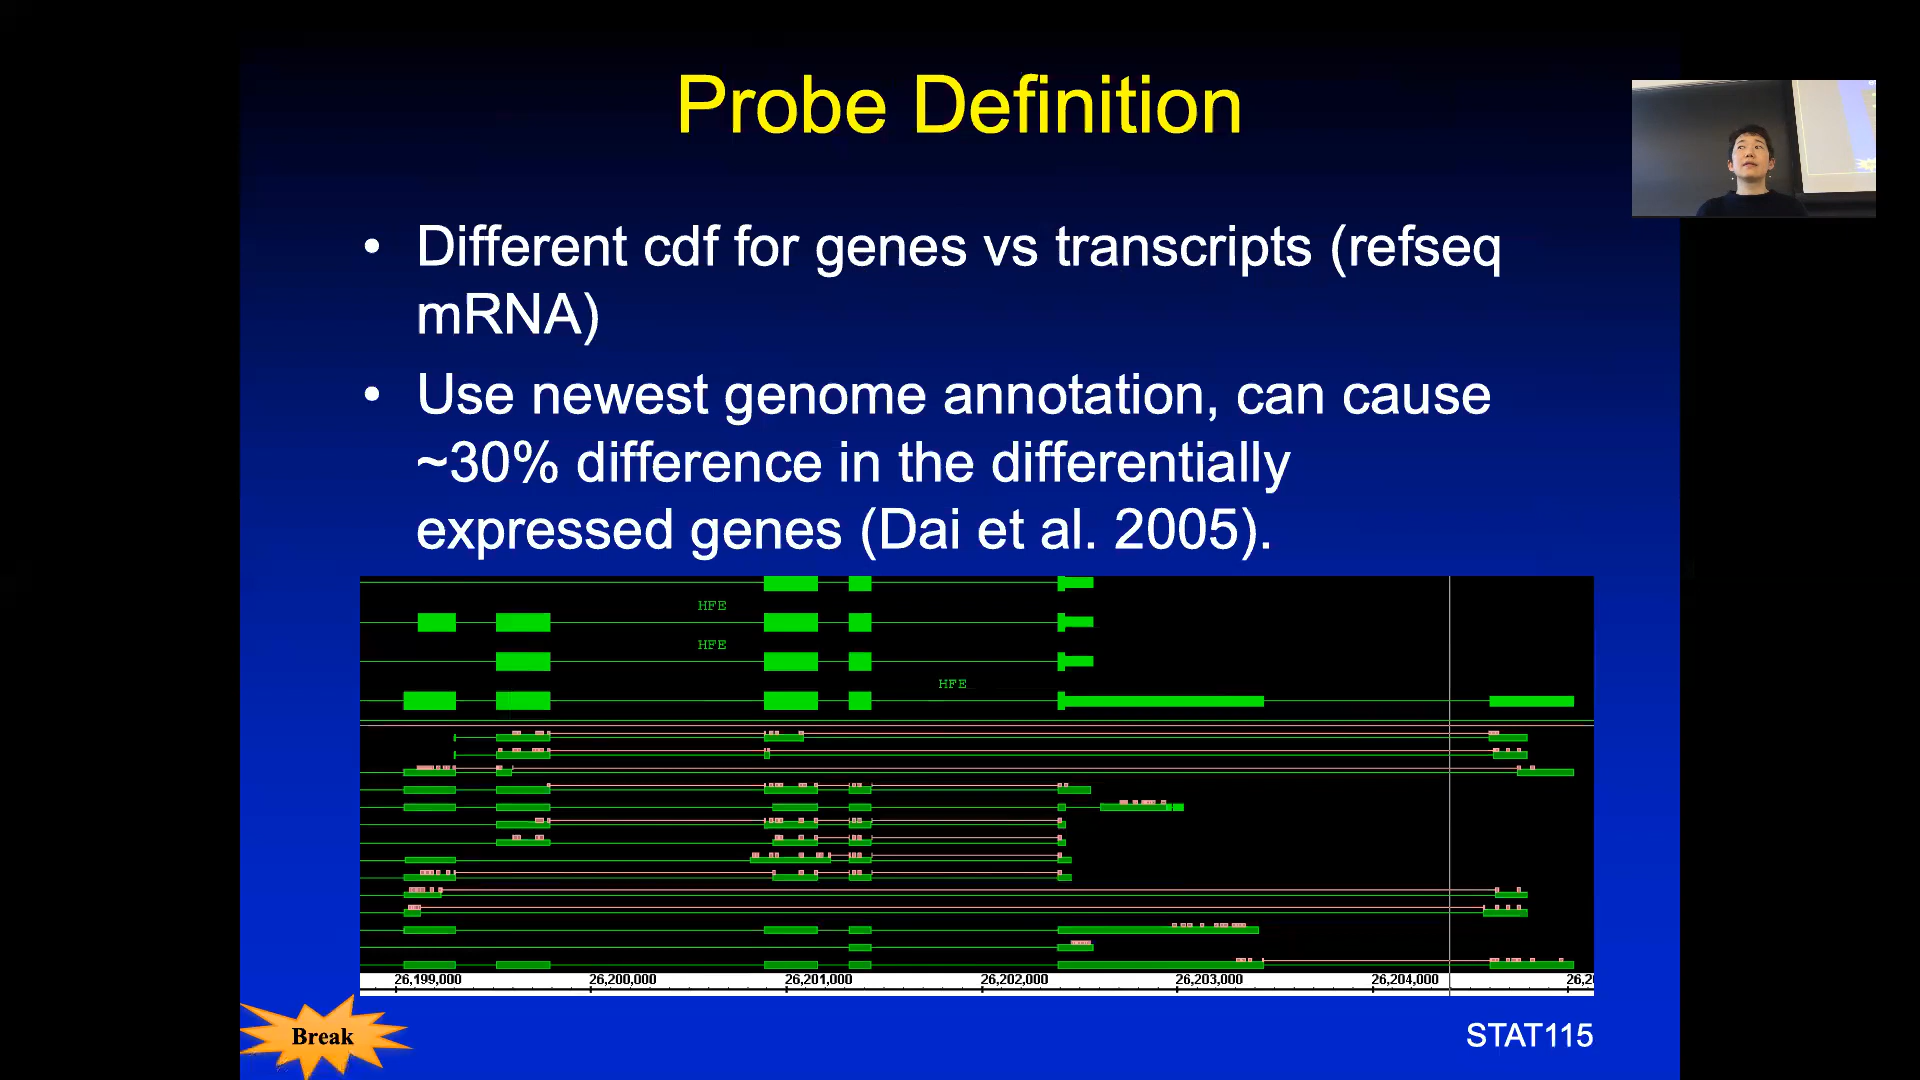 Probe Definition
• Different cdf for genes vs transcripts (refseq
mRNA)
• Use newest genome annotation, can cause
~30% difference in the differentially
expressed genes (Dai et al. 2005).
HFE
HFE
HFE
26,199,000 26,200,000 26,201,000 26,202,000 26,203,000 26,204,000
Break
STAT115